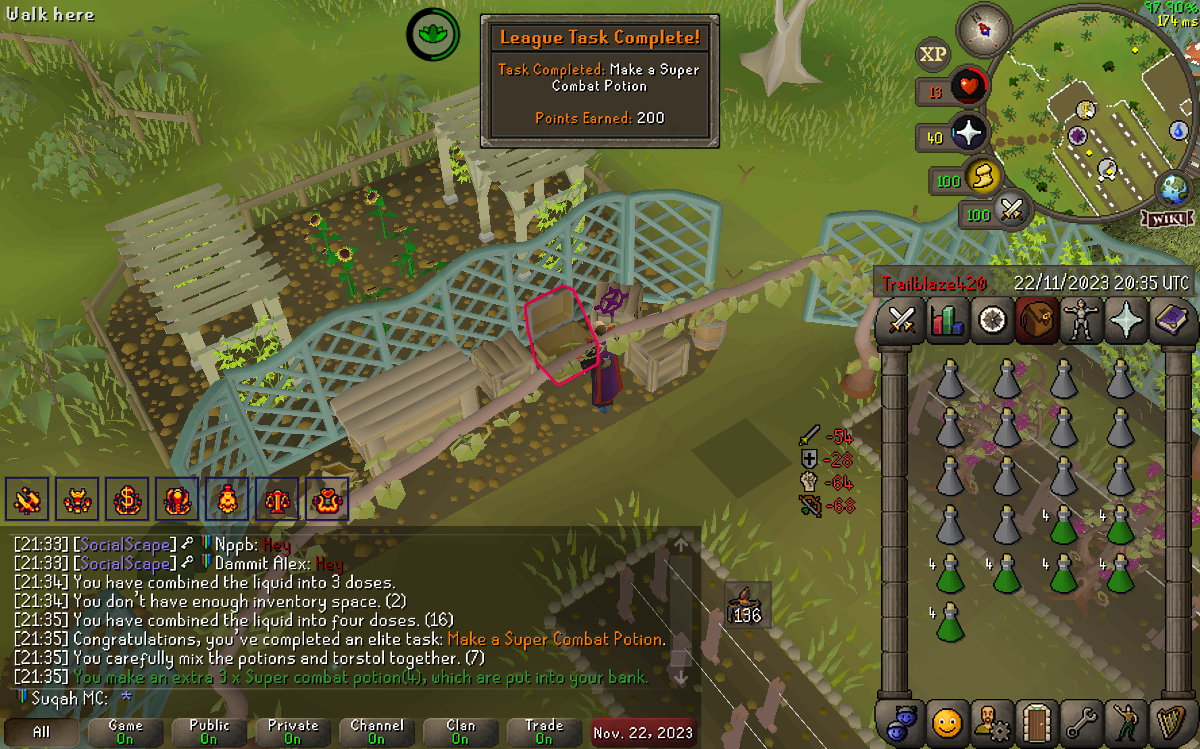 Walk here
League Task Complete!
Task Completed: Make a Super
Combat Potion
Points Earned: 200
97.90%
174 ms
XP
13
40
100
100
WIKI
Trailblaze420
22/11/2023 20:35 UTC
-54
-28
-64
-68
4
4
4
4
4
4
4
136
[21:33] [SocialScape] Nppb: Hey
[21:33] [SocialScape] Dammit Alex: Hey
[21:34] You have combined the liquid into 3 doses.
[21:34] You don't have enough inventory space. (2)
[21:35] You have combined the liquid into four doses. (16)
[21:35] Congratulations, you've completed an elite task: Make a Super Combat Potion.
[21:35] You carefully mix the potions and torstol together. (7)
[21:35] You make an extra 3 x Super combat potion(4), which are put into your bank.
Suqah MC: *
All
Game
On
Public
On
Private
On
Channel
On
Clan
On
Trade
On
Nov. 22, 2023